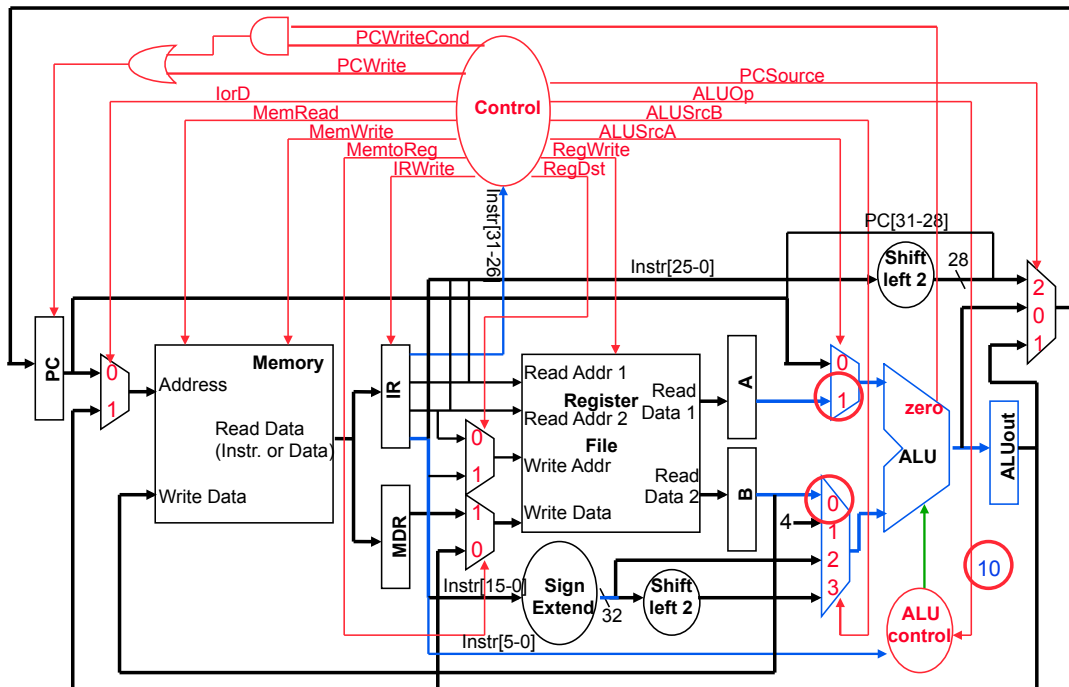 PCWriteCond
PCWrite
PCSource
IorD
Control
ALUOp
MemRead
ALUSrcB
MemWrite
ALUSrcA
MemtoReg
RegWrite
IRWrite
RegDst
Instr[31-26]
PC[31-28]
Instr[25-0]
Shift
left 2
28
2
0
1
PC
0
1
Memory
Address
Read Data
(Instr. or Data)
Write Data
IR
MDR
Read Addr 1
Register
Read Addr 2
File
Write Addr
Write Data
Read
Data 1
Read
Data 2
0
1
1
0
A
B
0
1
zero
ALU
ALUout
4
0
1
2
3
Instr[15-0]
Sign
Extend
32
Shift
left 2
10
ALU
control
Instr[5-0]